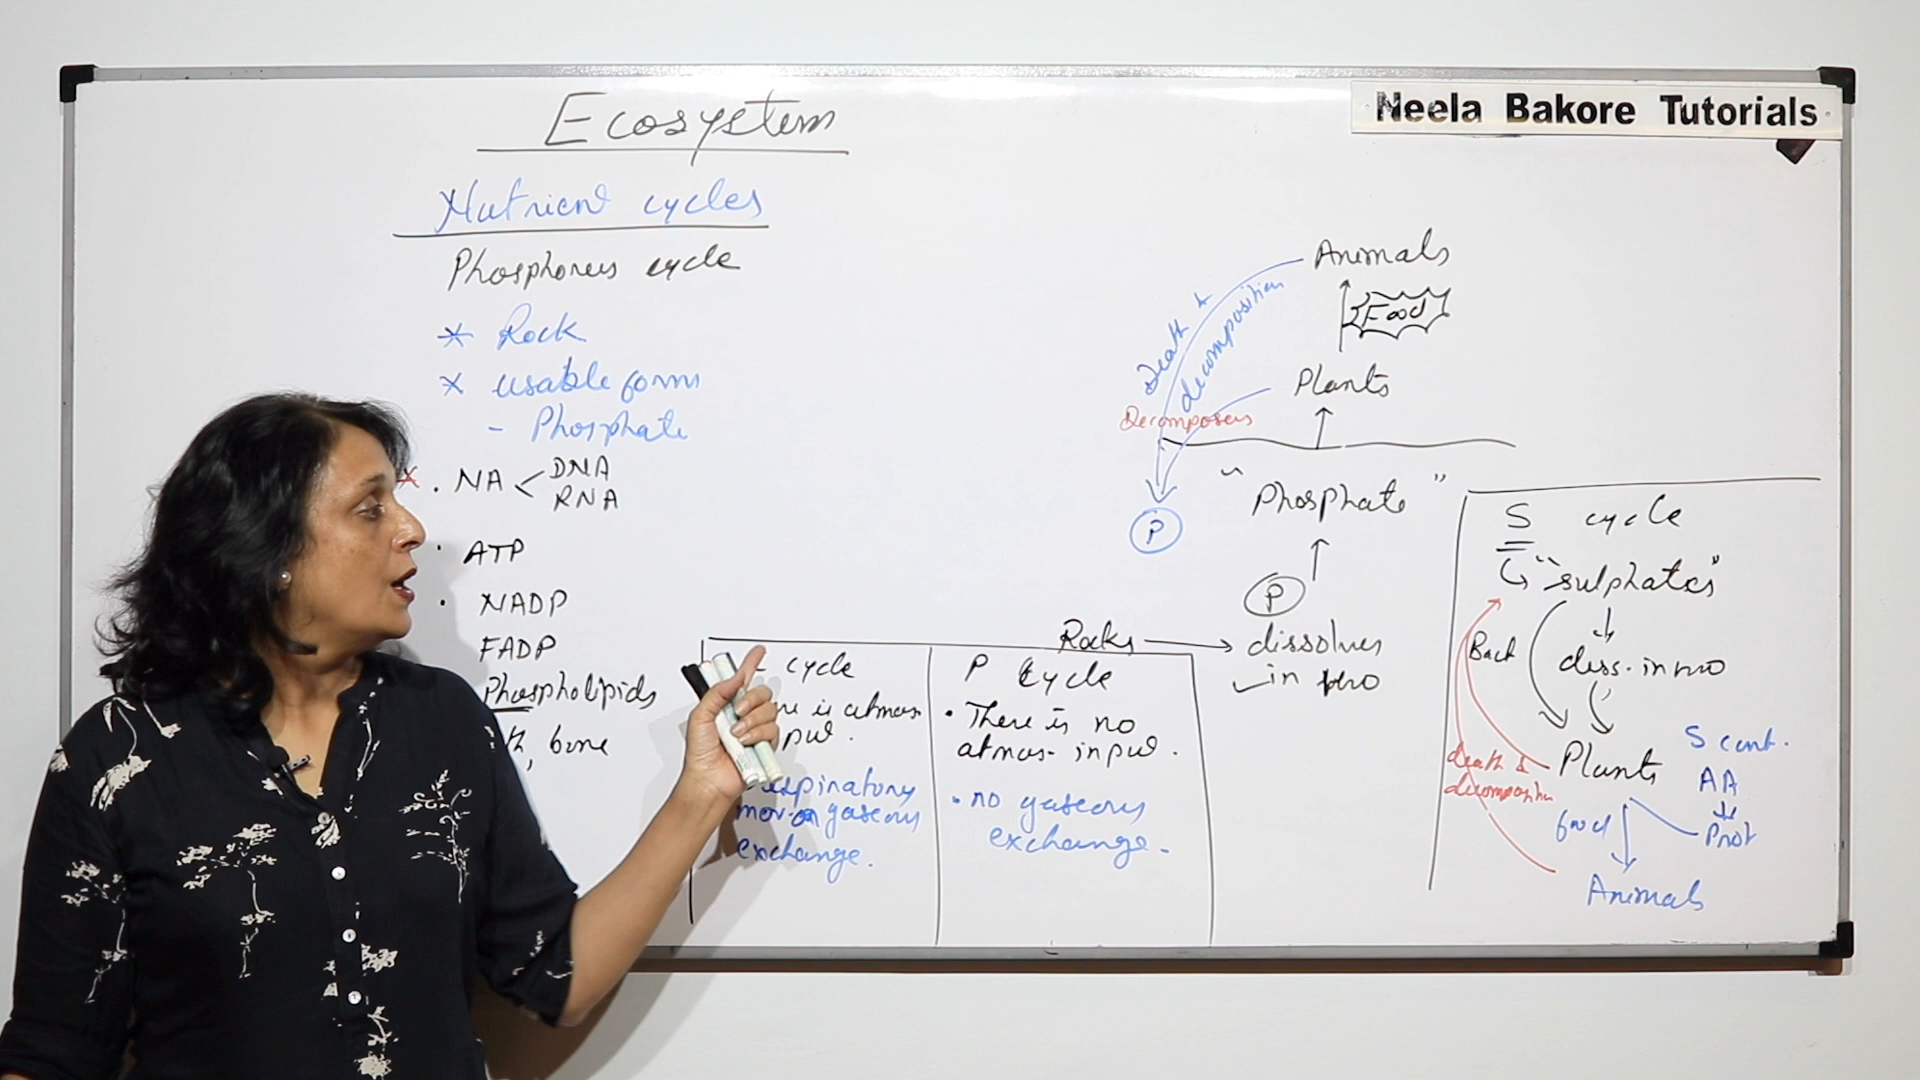 Neela Bakore Tutorials
Ecosystem
Nutrient cycles
Phosphorus cycle
* Rock
* usable form
- Phosphate
* . NA < DNA
RNA
. ATP
. NADP
FADP
Phospholipids
, bone
cycle
is atmos
. 
Respiratory
mov. on gaseous
exchange.
P Cycle
• There is no
atmos. input.
• no gaseous
exchange.
Animals
Food
Plants
Death &
decomposition
Decomposers
P
"Phosphate"
P
Rocks → dissolves
in H2O
S cycle
"sulphates"
diss. in H2O
Bact
Plants
death &
decomposition
food
Animals
S cont.
AA
Prot